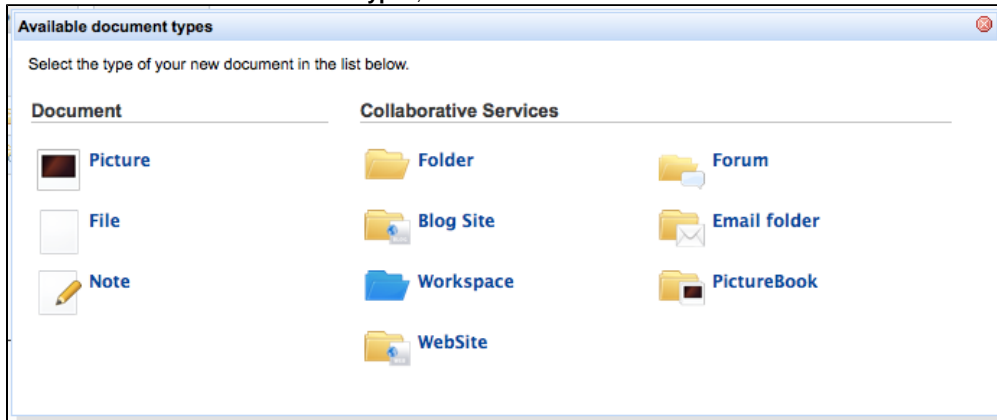 Available document types
Select the type of your new document in the list below.
Document
Collaborative Services
Picture
Folder
Forum
File
Blog Site
Email folder
Note
Workspace
PictureBook
WebSite